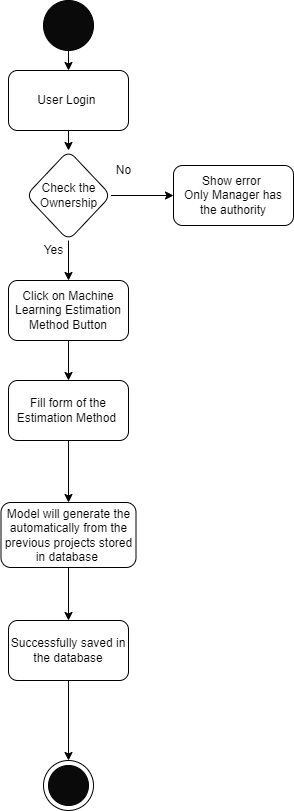 User Login
Check the
Ownership
No
Show error
Only Manager has
the authority
Yes
Click on Machine
Learning Estimation
Method Button
Fill form of the
Estimation Method
Model will generate the
automatically from the
previous projects stored
in database
Successfully saved in
the database